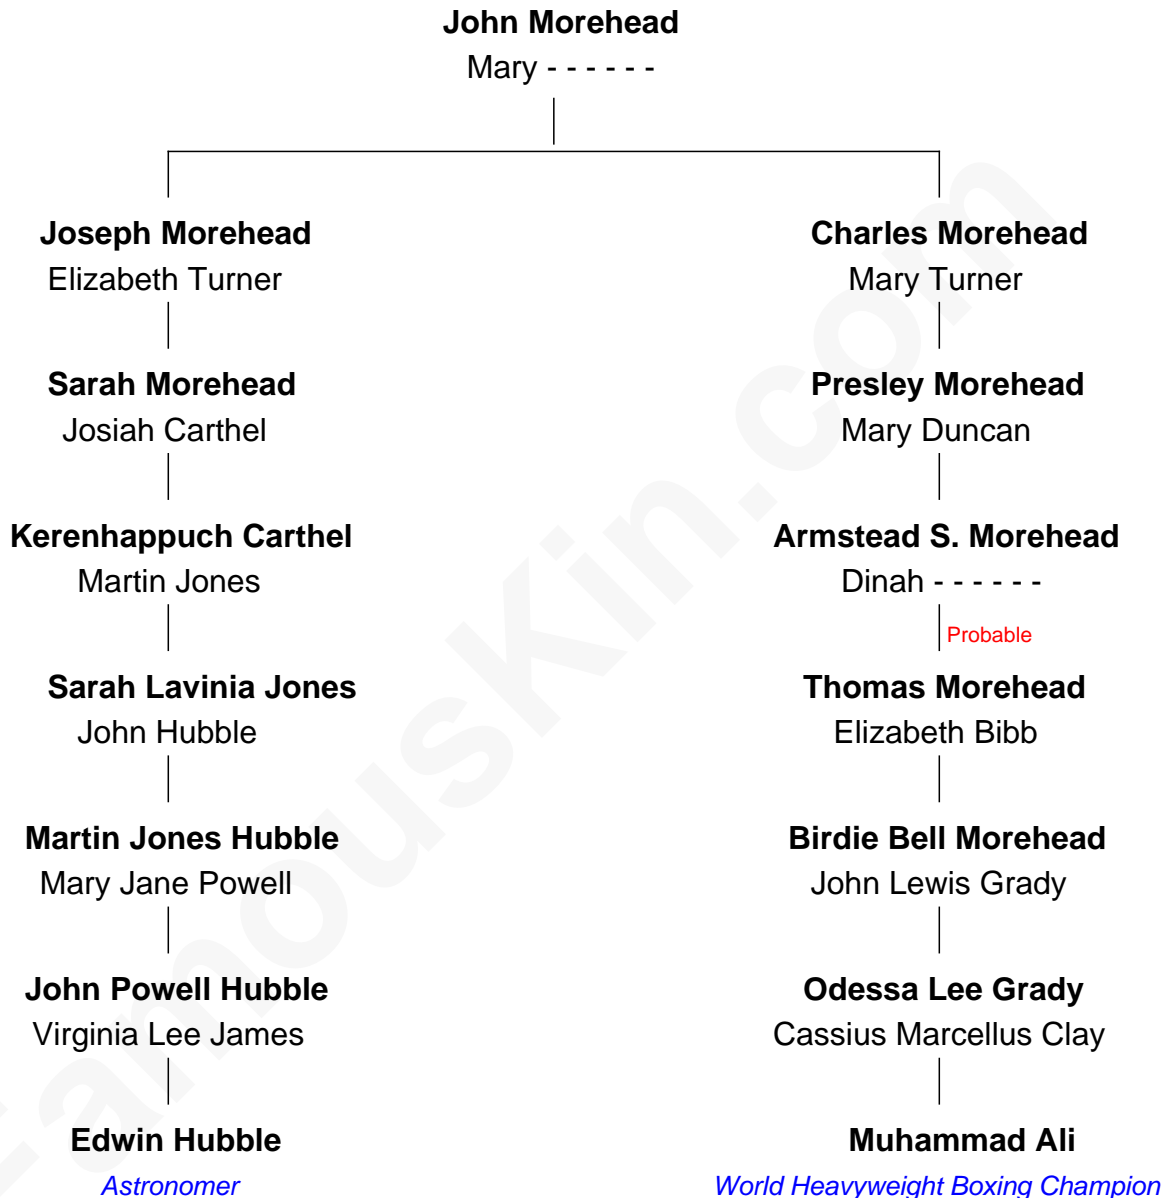 John Morehead
Mary - - - - - -
Joseph Morehead
Elizabeth Turner
Charles Morehead
Mary Turner
Sarah Morehead
Josiah Carthel
Presley Morehead
Mary Duncan
Kerenhappuch Carthel
Martin Jones
Armstead S. Morehead
Dinah - - - - - -
Probable
Sarah Lavinia Jones
John Hubble
Thomas Morehead
Elizabeth Bibb
Martin Jones Hubble
Mary Jane Powell
Birdie Bell Morehead
John Lewis Grady
John Powell Hubble
Virginia Lee James
Odessa Lee Grady
Cassius Marcellus Clay
Edwin Hubble
Astronomer
Muhammad Ali
World Heavyweight Boxing Champion
FamousKin.com